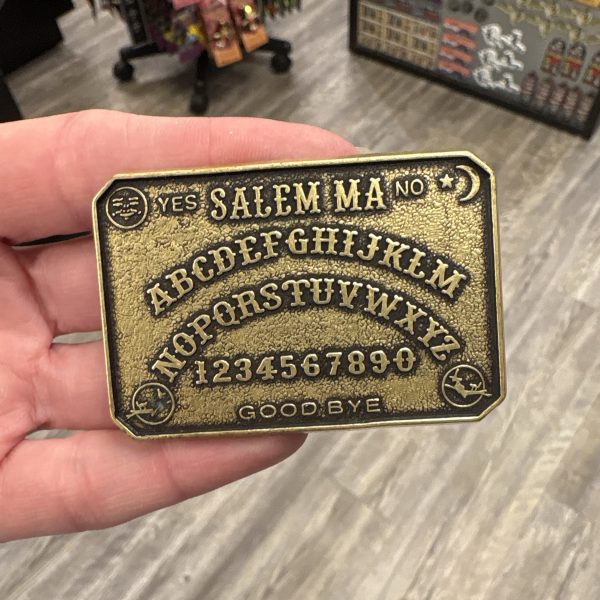 YES SALEM MA NO
ABCDEFGHIJKLM
NOPQRSTUVWXYZ
1234567890
GOOD BYE